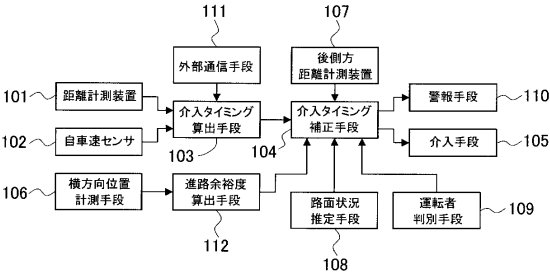 111
外部通信手段
107
後側方
距離計測装置
101
距離計測装置
介入タイミング
算出手段
103
介入タイミング
補正手段
104
警報手段
110
102
自車速センサ
介入手段
105
106
横方向位置
計測手段
進路余裕度
算出手段
112
路面状況
推定手段
108
運転者
判別手段
109